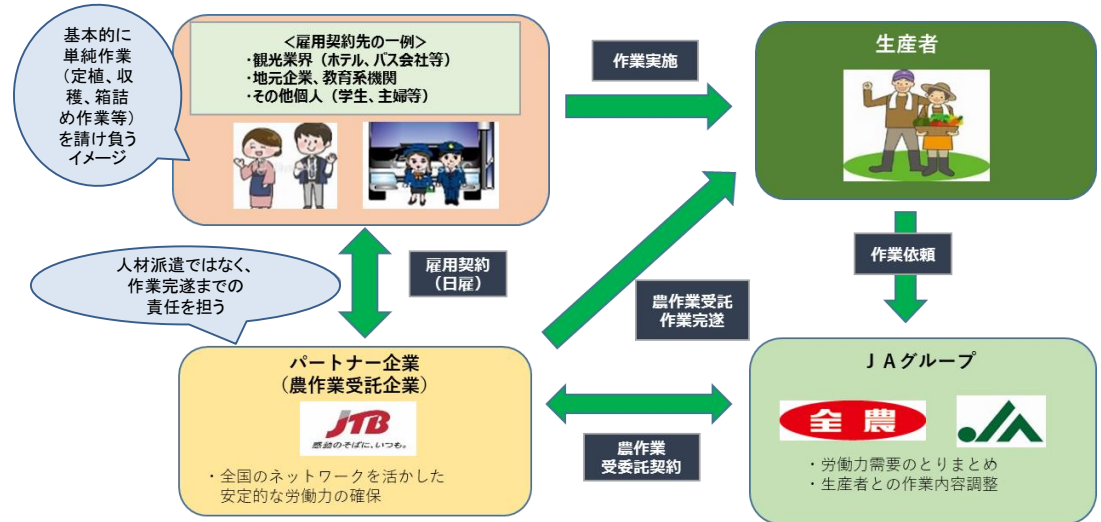 基本的に
単純作業
（定植、収
穫、箱詰
め作業等）
を請け負う
イメージ
＜雇用契約先の一例＞
・観光業界（ホテル、バス会社等）
・地元企業、教育系機関
・その他個人（学生、主婦等）
作業実施
生産者
人材派遣ではなく、
作業完遂までの
責任を担う
雇用契約
（日雇）
農作業受託
作業完遂
作業依頼
パートナー企業
（農作業受託企業）
JTB
感動のそばに、いつも。
・全国のネットワークを活かした
安定的な労働力の確保
農作業
受委託契約
ＪＡグループ
全農
JA
・労働力需要のとりまとめ
・生産者との作業内容調整